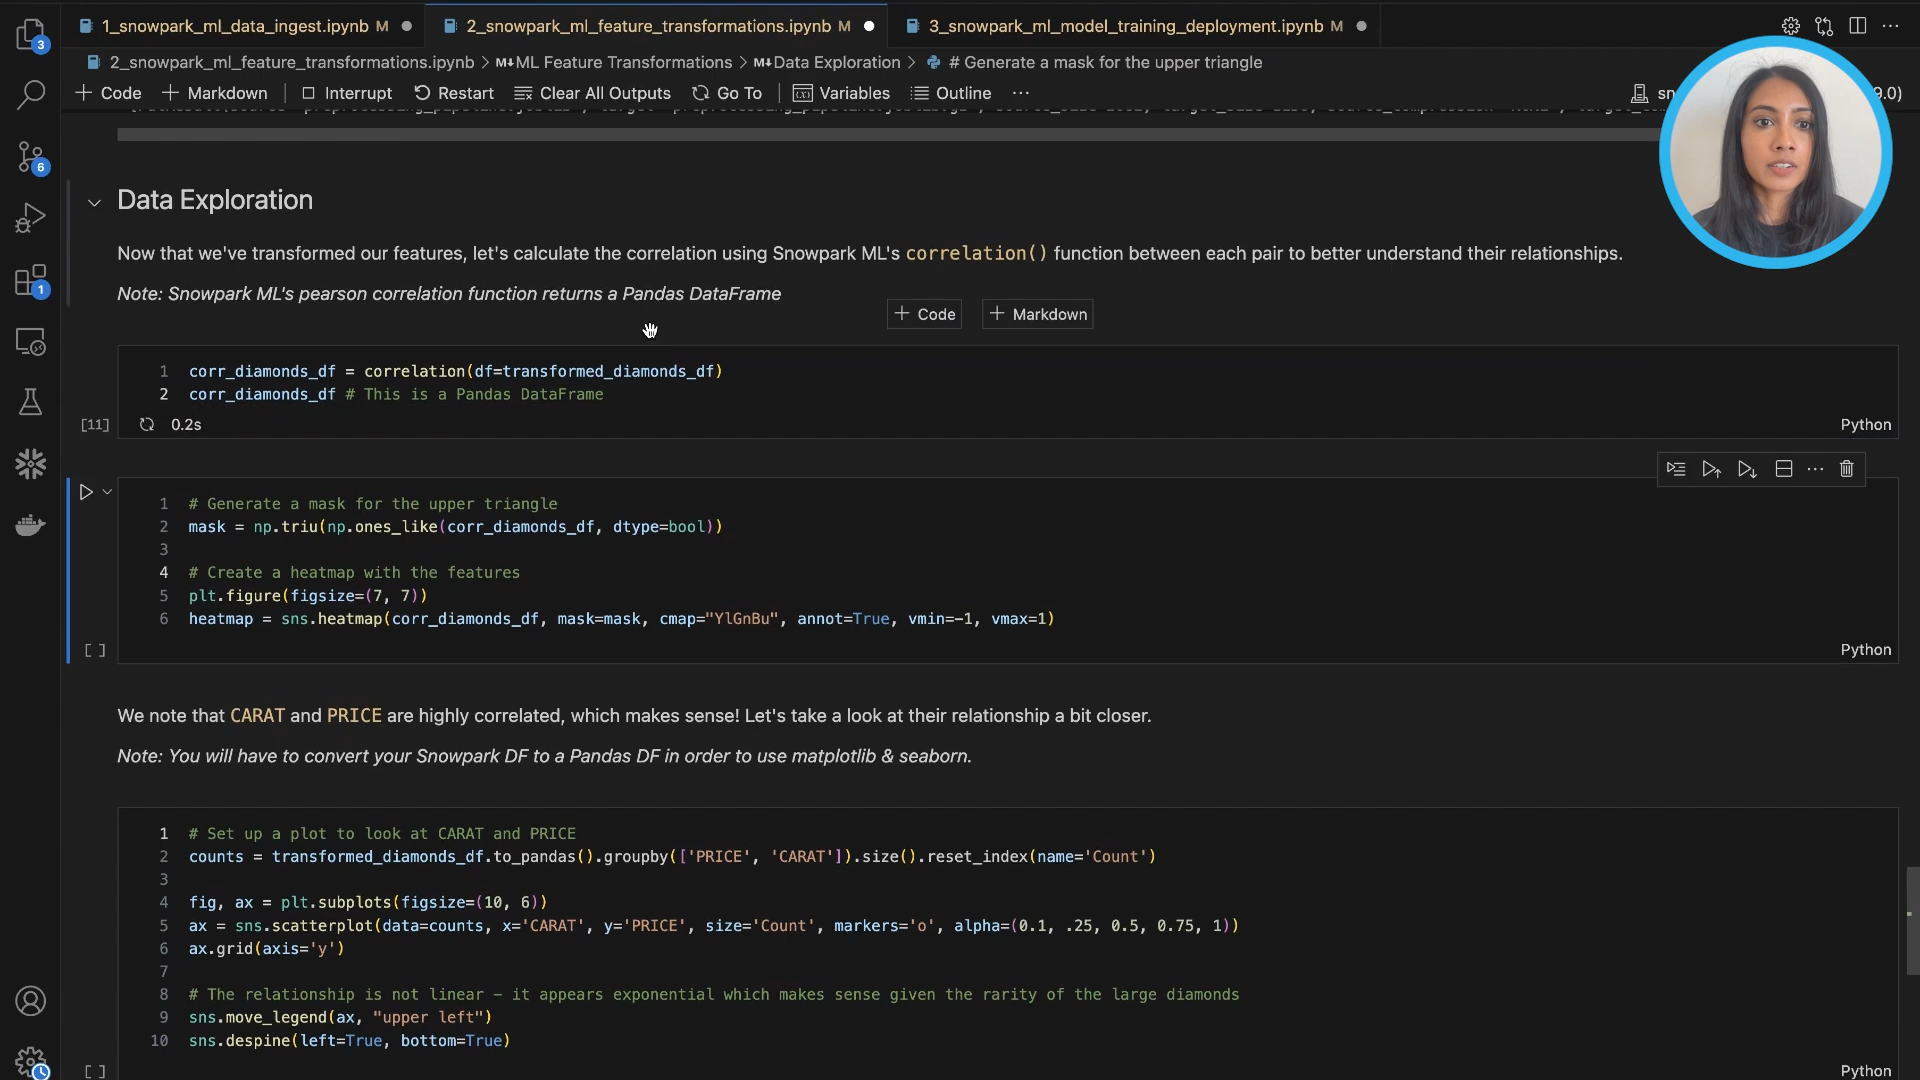 1_snowpark_ml_data_ingest.ipynb M
2_snowpark_ml_feature_transformations.ipynb M
3_snowpark_ml_model_training_deployment.ipynb M
2_snowpark_ml_feature_transformations.ipynb > M↓ML Feature Transformations > M↓Data Exploration > # Generate a mask for the upper triangle
+ Code + Markdown Interrupt Restart Clear All Outputs Go To Variables Outline ···
sn
9.0)
3
6
1
Data Exploration
Now that we've transformed our features, let's calculate the correlation using Snowpark ML's correlation() function between each pair to better understand their relationships.
Note: Snowpark ML's pearson correlation function returns a Pandas DataFrame
+ Code + Markdown
1 corr_diamonds_df = correlation(df=transformed_diamonds_df)
2 corr_diamonds_df # This is a Pandas DataFrame
[11] 0.2s Python
1 # Generate a mask for the upper triangle
2 mask = np.triu(np.ones_like(corr_diamonds_df, dtype=bool))
3
4 # Create a heatmap with the features
5 plt.figure(figsize=(7, 7))
6 heatmap = sns.heatmap(corr_diamonds_df, mask=mask, cmap="YlGnBu", annot=True, vmin=-1, vmax=1)
[ ] Python
We note that CARAT and PRICE are highly correlated, which makes sense! Let's take a look at their relationship a bit closer.
Note: You will have to convert your Snowpark DF to a Pandas DF in order to use matplotlib & seaborn.
1 # Set up a plot to look at CARAT and PRICE
2 counts = transformed_diamonds_df.to_pandas().groupby(['PRICE', 'CARAT']).size().reset_index(name='Count')
3
4 fig, ax = plt.subplots(figsize=(10, 6))
5 ax = sns.scatterplot(data=counts, x='CARAT', y='PRICE', size='Count', markers='o', alpha=(0.1, .25, 0.5, 0.75, 1))
6 ax.grid(axis='y')
7
8 # The relationship is not linear – it appears exponential which makes sense given the rarity of the large diamonds
9 sns.move_legend(ax, "upper left")
10 sns.despine(left=True, bottom=True)
[ ] Python